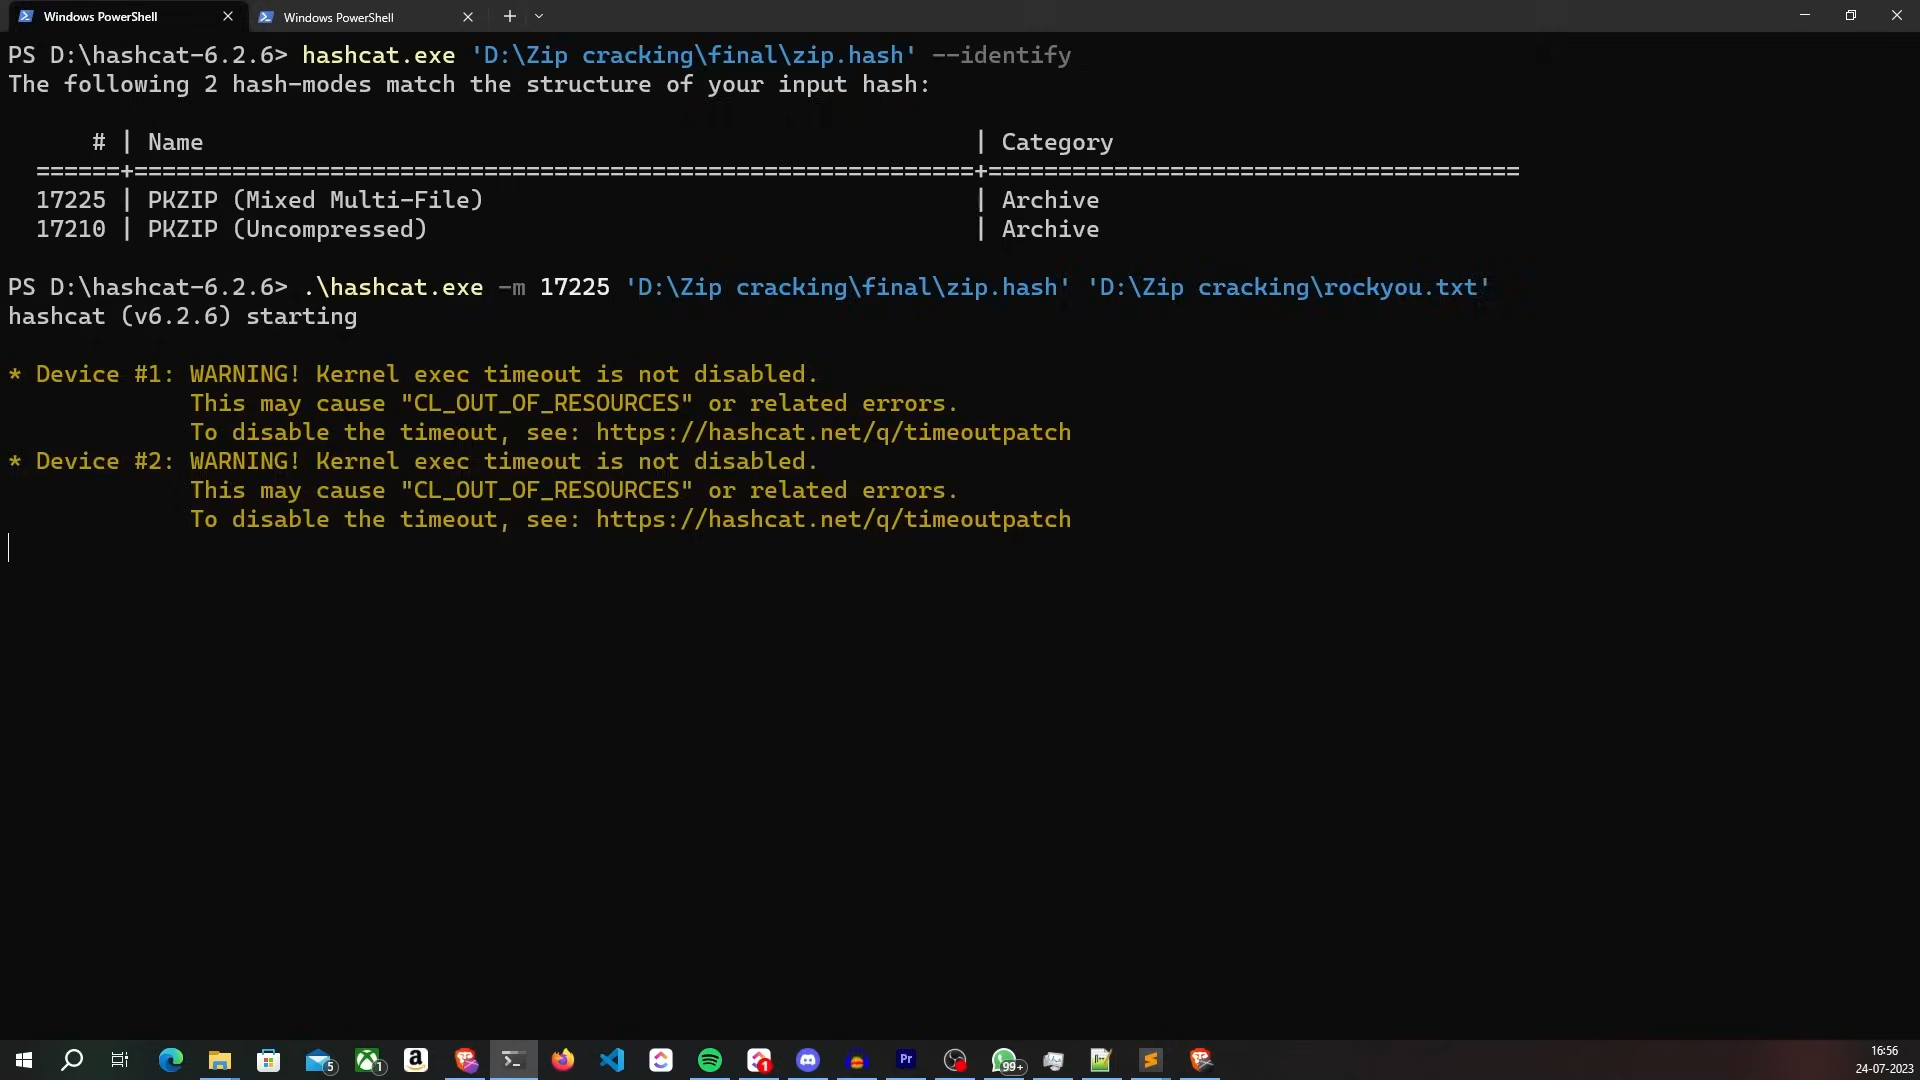 Windows PowerShell
Windows PowerShell
PS D:\hashcat-6.2.6> hashcat.exe 'D:\Zip cracking\final\zip.hash' --identify
The following 2 hash-modes match the structure of your input hash:
# | Name | Category
======+============================================================+======================================
17225 | PKZIP (Mixed Multi-File) | Archive
17210 | PKZIP (Uncompressed) | Archive
PS D:\hashcat-6.2.6> .\hashcat.exe -m 17225 'D:\Zip cracking\final\zip.hash' 'D:\Zip cracking\rockyou.txt'
hashcat (v6.2.6) starting
* Device #1: WARNING! Kernel exec timeout is not disabled.
This may cause "CL_OUT_OF_RESOURCES" or related errors.
To disable the timeout, see: https://hashcat.net/q/timeoutpatch
* Device #2: WARNING! Kernel exec timeout is not disabled.
This may cause "CL_OUT_OF_RESOURCES" or related errors.
To disable the timeout, see: https://hashcat.net/q/timeoutpatch
5
1
a
1
Pr
99+
16:56
24-07-2023